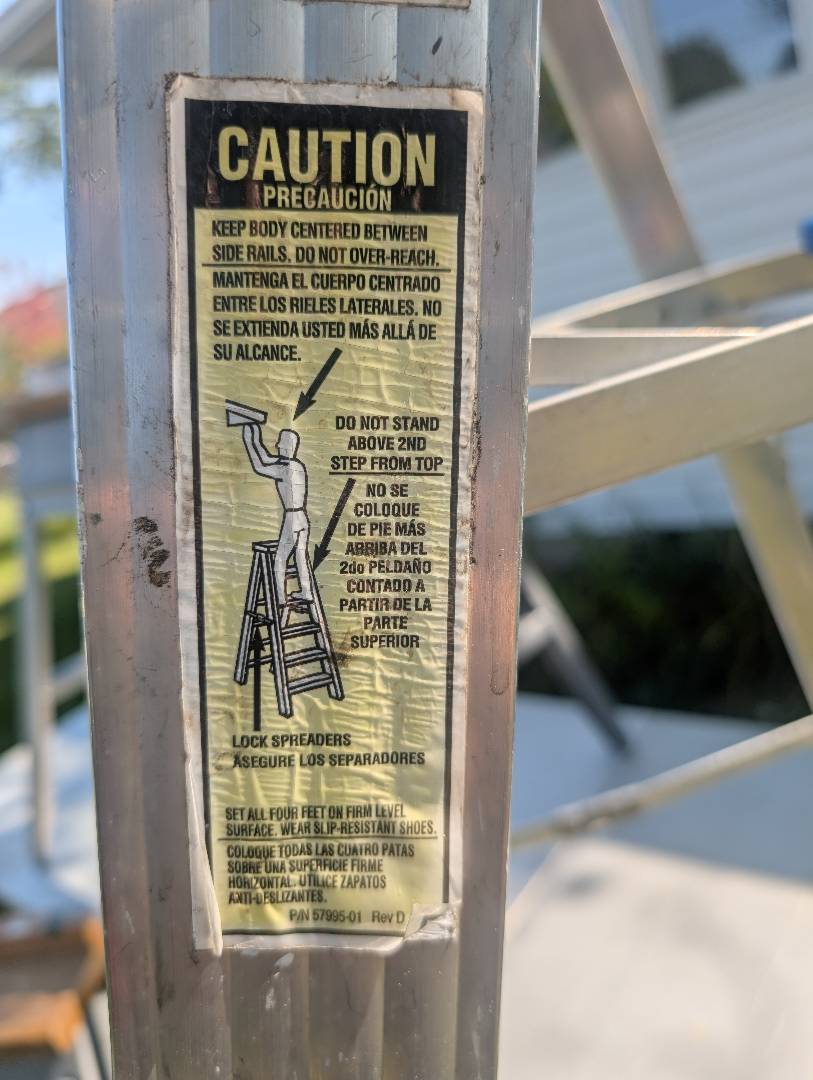 CAUTION
PRECAUCIÓN
KEEP BODY CENTERED BETWEEN
SIDE RAILS. DO NOT OVER-REACH.
MANTENGA EL CUERPO CENTRADO
ENTRE LOS RIELES LATERALES. NO
SE EXTIENDA USTED MÁS ALLÁ DE
SU ALCANCE.
DO NOT STAND
ABOVE 2ND
STEP FROM TOP
NO SE
COLOQUE
DE PIE MÁS
ARRIBA DEL
2do PELDAÑO
CONTADO A
PARTIR DE LA
PARTE
SUPERIOR
LOCK SPREADERS
ASEGURE LOS SEPARADORES
SET ALL FOUR FEET ON FIRM LEVEL
SURFACE. WEAR SLIP-RESISTANT SHOES.
COLOQUE TODAS LAS CUATRO PATAS
SOBRE UNA SUPERFICIE FIRME
HORIZONTAL. UTILICE ZAPATOS
ANTI-DESLIZANTES.
P/N 57995-01 Rev D